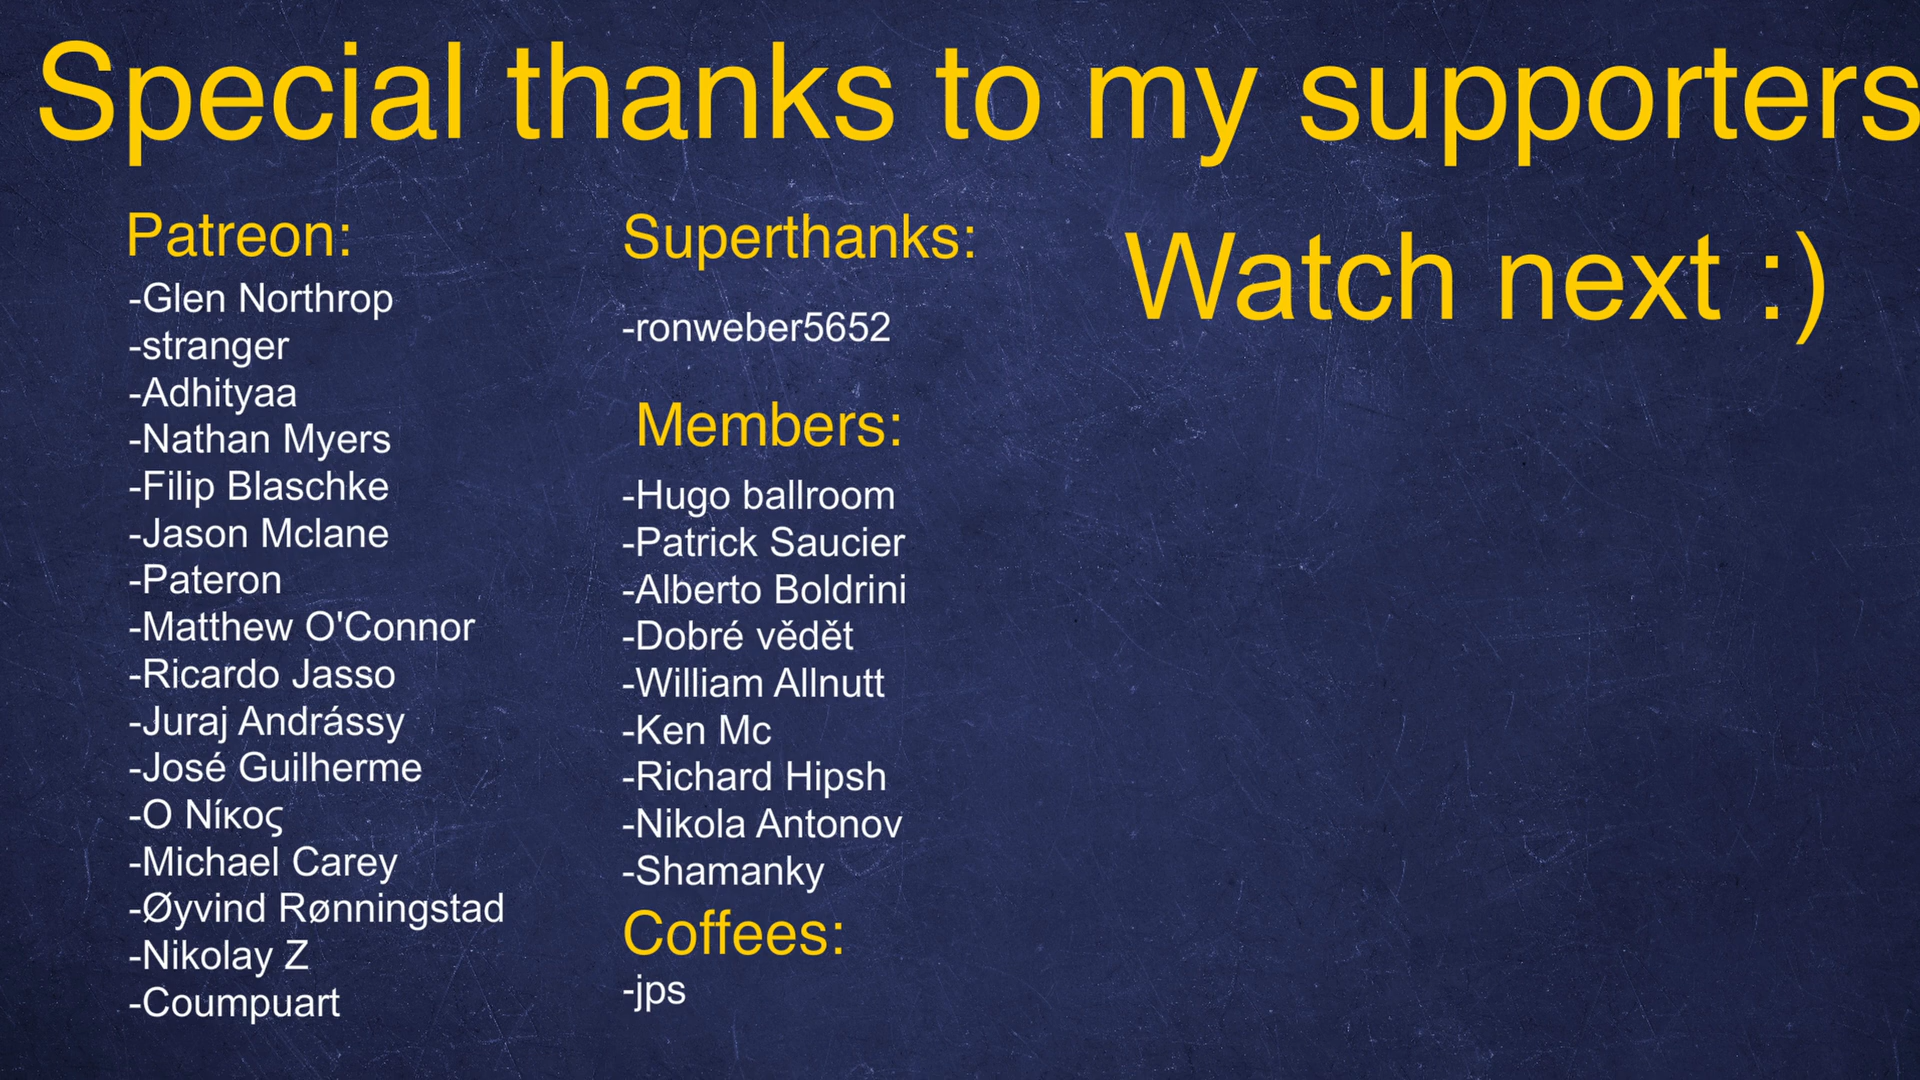 Special thanks to my supporters
Patreon:
-Glen Northrop
-stranger
-Adhityaa
-Nathan Myers
-Filip Blaschke
-Jason Mclane
-Pateron
-Matthew O'Connor
-Ricardo Jasso
-Juraj Andrássy
-José Guilherme
-Ο Νίκος
-Michael Carey
-Øyvind Rønningstad
-Nikolay Z
-Coumpuart
Superthanks:
-ronweber5652
Members:
-Hugo ballroom
-Patrick Saucier
-Alberto Boldrini
-Dobré vědět
-William Allnutt
-Ken Mc
-Richard Hipsh
-Nikola Antonov
-Shamanky
Coffees:
-jps
Watch next :)